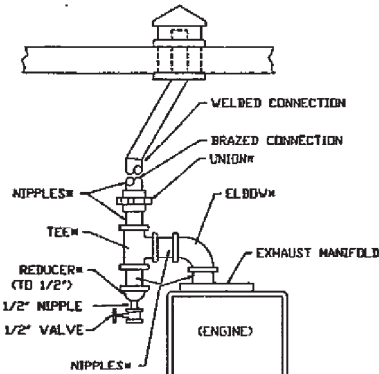 WELDED CONNECTION
BRAZED CONNECTION
UNION*
NIPPLES*
ELBOW*
TEE*
EXHAUST MANIFOLD
REDUCER*
(TO 1/2")
1/2" NIPPLE
1/2" VALVE
(ENGINE)
NIPPLES*